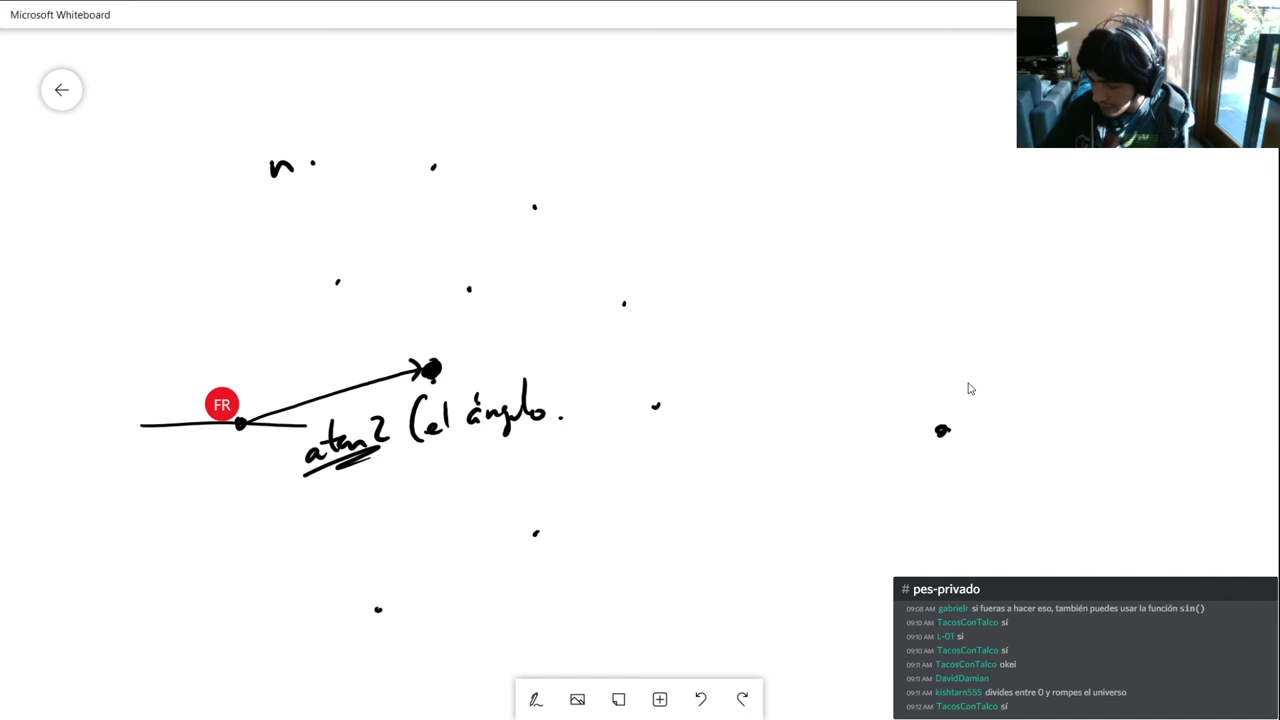 Microsoft Whiteboard
n
FR
atan2 (el ángulo.
# pes-privado
09:08 AM gabrielr si fueras a hacer eso, también puedes usar la función sin()
09:10 AM TacosConTalco sí
09:10 AM L-01 si
09:10 AM TacosConTalco sí
09:11 AM TacosConTalco okei
09:11 AM DavidDamian
09:11 AM kishtarn555 divides entre 0 y rompes el universo
09:12 AM TacosConTalco sí